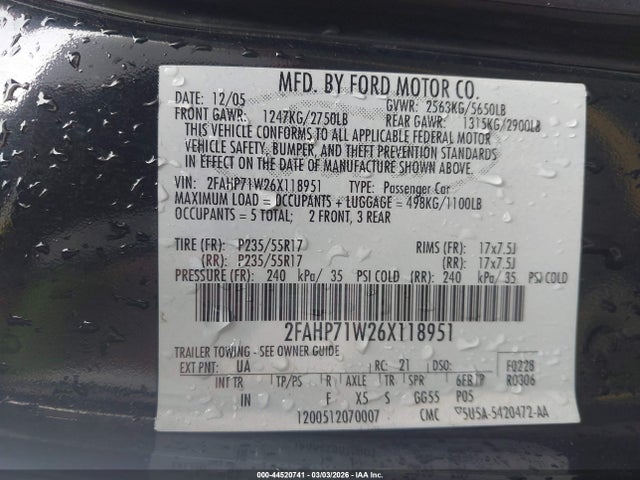 MFD. BY FORD MOTOR CO.
DATE: 12/05 GVWR: 2563KG/5650LB
FRONT GAWR: 1247KG/2750LB REAR GAWR: 1315KG/2900LB
THIS VEHICLE CONFORMS TO ALL APPLICABLE FEDERAL MOTOR
VEHICLE SAFETY, BUMPER, AND THEFT PREVENTION STANDARDS
IN EFFECT ON THE DATE OF MANUFACTURE SHOWN ABOVE.
VIN: 2FAHP71W26X118951 TYPE: Passenger Car
MAXIMUM LOAD = OCCUPANTS + LUGGAGE = 498KG/1100LB
OCCUPANTS = 5 TOTAL: 2 FRONT, 3 REAR
TIRE (FR): P235/55R17 RIMS (FR): 17x7.5J
(RR): P235/55R17 (RR): 17x7.5J
PRESSURE (FR): 240 kPa/ 35 PSI COLD (RR): 240 kPa/ 35 PSI COLD
2FAHP71W26X118951
TRAILER TOWING - SEE OWNER GUIDE
EXT PNT: UA RC: 21 DSO: F0228
INT TR TP/PS R AXLE TR SPR R0306
IN F X5 S GG55 P05
1200512070007 CMC 5U5A-5420472-AA
000-44520741 - 03/03/2026 - IAAI.COM